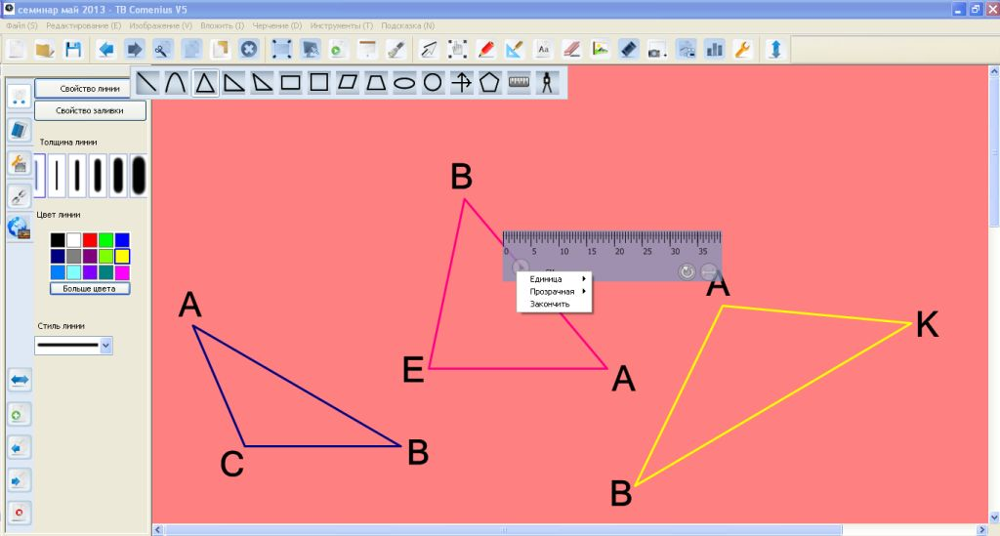 семинар май 2013 - TB Comenius V5
Файл (S) Редактирование (E) Изображение (V) Вложить (I) Черчение (D) Инструменты (T) Подсказка (N)
Aa
Свойство линии
Свойство заливки
Толщина линии
Цвет линии
Больше цвета
Стиль линии
B
0 5 10 15 20 25 30 35
Единица
Прозрачная
Закончить
A
A
K
E
A
B
C
B